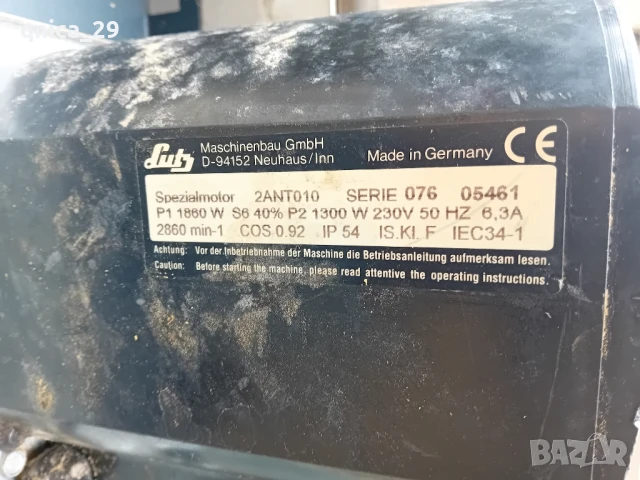 qnica_29
Lutz
Maschinenbau GmbH
D-94152 Neuhaus/Inn
Made in Germany
CE
Spezialmotor 2ANT010 SERIE 076 05461
P1 1860 W S6 40% P2 1300 W 230V 50 HZ 6,3A
2860 min-1 COS 0.92 IP 54 IS.KI. F IEC34-1
Achtung: Vor der Inbetriebnahme der Maschine die Betriebsanleitung aufmerksam lesen.
Caution: Before starting the machine, please read attentive the operating instructions.
BAZAR